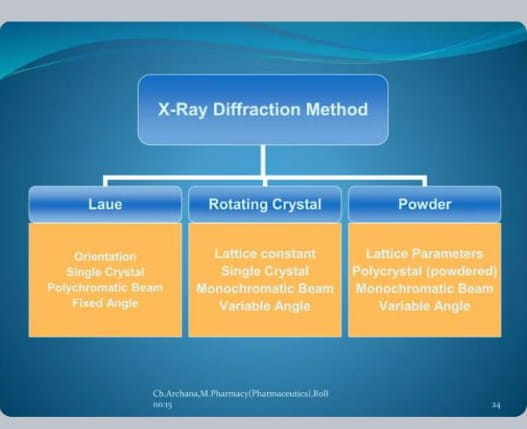 X-Ray Diffraction Method
Laue
Rotating Crystal
Powder
Orientation
Single Crystal
Polychromatic Beam
Fixed Angle
Lattice constant
Single Crystal
Monochromatic Beam
Variable Angle
Lattice Parameters
Polycrystal (powdered)
Monochromatic Beam
Variable Angle
Ch.Archana,M.Pharmacy(Pharmaceutics),Roll
no:15
24